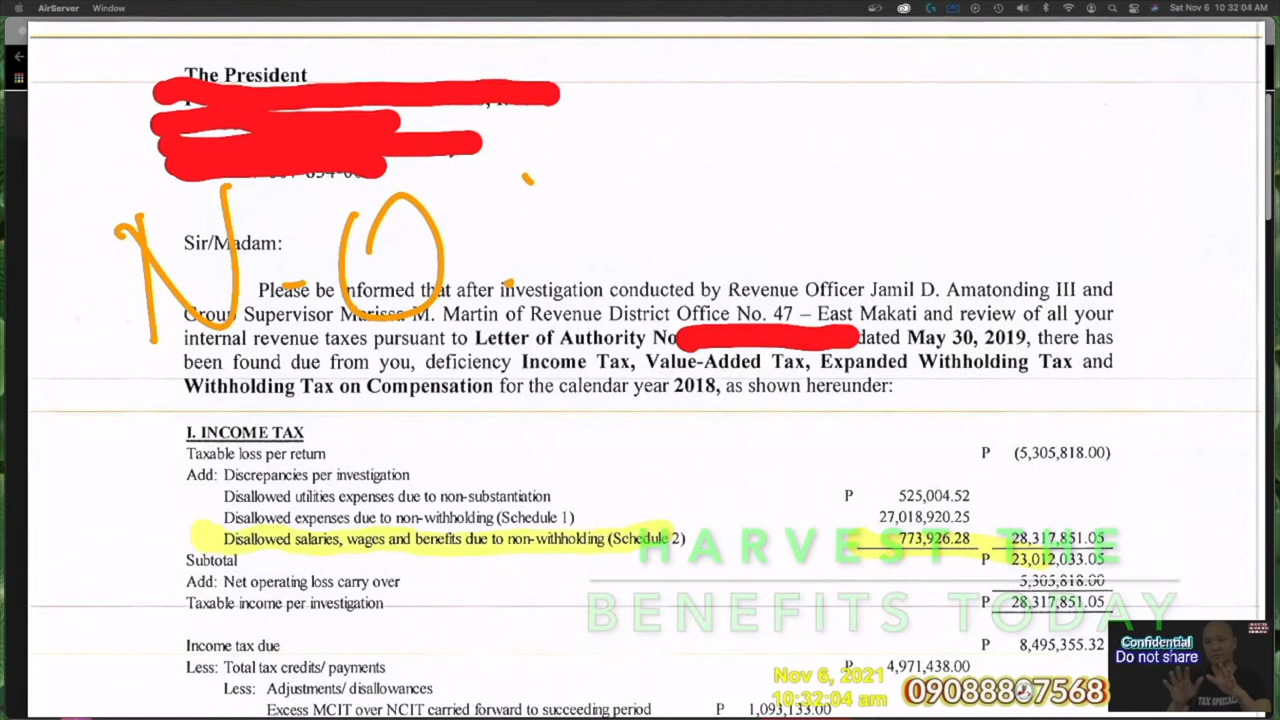 AirServer Window Sat Nov 6 10:32:04 AM
The President
Sir/Madam:
N - O
Please be informed that after investigation conducted by Revenue Officer Jamil D. Amatonding III and
Group Supervisor Marissa M. Martin of Revenue District Office No. 47 – East Makati and review of all your
internal revenue taxes pursuant to Letter of Authority No dated May 30, 2019, there has
been found due from you, deficiency Income Tax, Value-Added Tax, Expanded Withholding Tax and
Withholding Tax on Compensation for the calendar year 2018, as shown hereunder:
I. INCOME TAX
Taxable loss per return P (5,305,818.00)
Add: Discrepancies per investigation
Disallowed utilities expenses due to non-substantiation P 525,004.52
Disallowed expenses due to non-withholding (Schedule 1) 27,018,920.25
Disallowed salaries, wages and benefits due to non-withholding (Schedule 2) 773,926.28 28,317,851.05
Subtotal P 23,012,033.05
Add: Net operating loss carry over 5,305,818.00
Taxable income per investigation P 28,317,851.05
HARVEST THE
BENEFITS TODAY
Income tax due P 8,495,355.32
Less: Total tax credits/ payments P 4,971,438.00
Less: Adjustments/ disallowances
Excess MCIT over NCIT carried forward to succeeding period P 1,093,133.00
Confidential
Do not share
Nov 6, 2021
10:32:04 am
09088807568
TAX SPECIAL